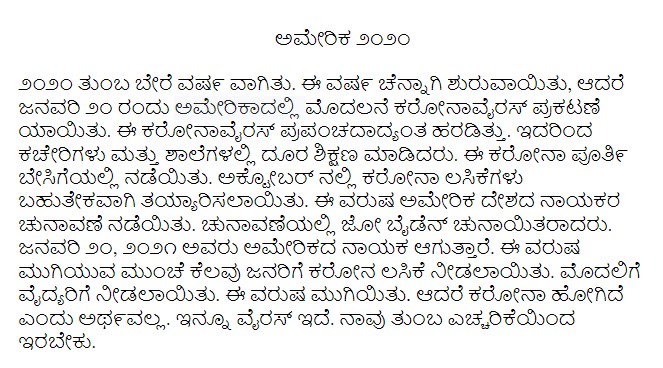 ಅಮೇರಿಕ ೨೦೨೦
೨೦೨೦ ತುಂಬ ಬೇರೆ ವರ್ಷ ವಾಗಿತು. ಈ ವರ್ಷ ಚೆನ್ನಾಗಿ ಶುರುವಾಯಿತು, ಆದರೆ
ಜನವರಿ ೨೦ ರಂದು ಅಮೇರಿಕಾದಲ್ಲಿ ಮೊದಲನೆ ಕರೋನಾವೈರಸ್ ಪ್ರಕಟಣೆ
ಯಾಯಿತು. ಈ ಕರೋನಾವೈರಸ್ ಪ್ರಪಂಚದಾದ್ಯಂತ ಹರಡಿತ್ತು. ಇದರಿಂದ
ಕಚೇರಿಗಳು ಮತ್ತು ಶಾಲೆಗಳಲ್ಲಿ ದೂರ ಶಿಕ್ಷಣ ಮಾಡಿದರು. ಈ ಕರೋನಾ ಪೂರ್ತಿ
ಬೇಸಿಗೆಯಲ್ಲಿ ನಡೆಯಿತು. ಅಕ್ಟೋಬರ್ ನಲ್ಲಿ ಕರೋನಾ ಲಸಿಕೆಗಳು
ಬಹುತೇಕವಾಗಿ ತಯ್ಯಾರಿಸಲಾಯಿತು. ಈ ವರುಷ ಅಮೇರಿಕ ದೇಶದ ನಾಯಕರ
ಚುನಾವಣೆ ನಡೆಯಿತು. ಚುನಾವಣೆಯಲ್ಲಿ ಜೋ ಬೈಡೆನ್ ಚುನಾಯಿತರಾದರು.
ಜನವರಿ ೨೦, ೨೦೨೧ ಅವರು ಅಮೇರಿಕದ ನಾಯಕ ಆಗುತ್ತಾರೆ. ಈ ವರುಷ
ಮುಗಿಯುವ ಮುಂಚೆ ಕೆಲವು ಜನರಿಗೆ ಕರೋನ ಲಸಿಕೆ ನೀಡಲಾಯಿತು. ಮೊದಲಿಗೆ
ವೈದ್ಯರಿಗೆ ನೀಡಲಾಯಿತು. ಈ ವರುಷ ಮುಗಿಯಿತು. ಆದರೆ ಕರೋನಾ ಹೋಗಿದೆ
ಎಂದು ಅರ್ಥವಲ್ಲ. ಇನ್ನೂ ವೈರಸ್ ಇದೆ. ನಾವು ತುಂಬ ಎಚ್ಚರಿಕೆಯಿಂದ
ಇರಬೇಕು.